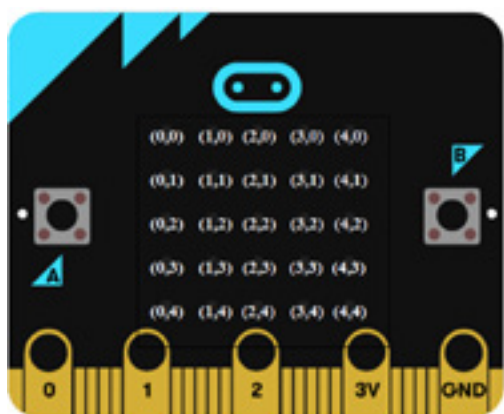 (0,0) (1,0) (2,0) (3,0) (4,0)
B
(0,1) (1,1) (2,1) (3,1) (4,1)
(0,2) (1,2) (2,2) (3,2) (4,2)
A
(0,3) (1,3) (2,3) (3,3) (4,3)
(0,4) (1,4) (2,4) (3,4) (4,4)
0 1 2 3V GND